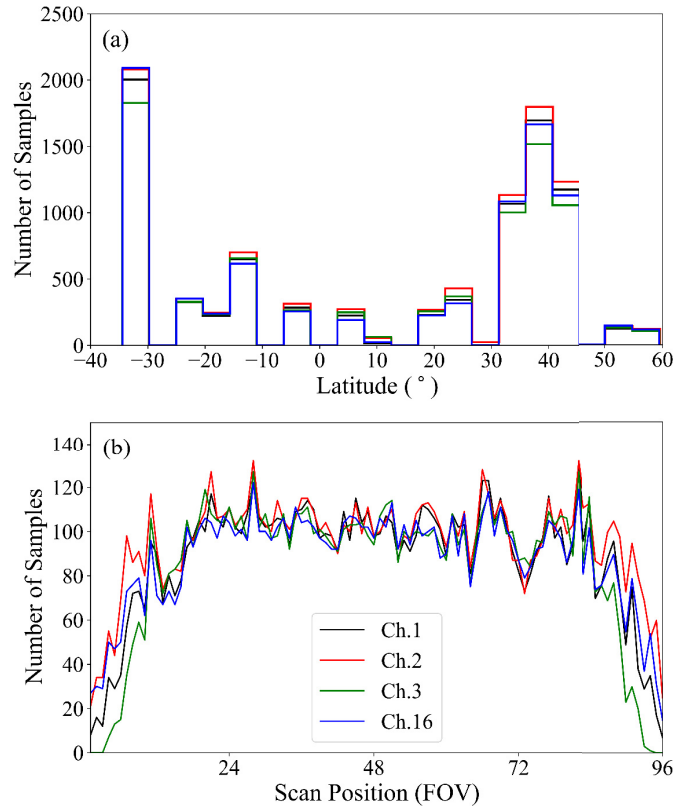 (a)
Number of Samples
2500
2000
1500
1000
500
0
−40 −30 −20 −10 0 10 20 30 40 50 60
Latitude ( ° )
(b)
Number of Samples
140
120
100
80
60
40
20
0
Ch.1
Ch.2
Ch.3
Ch.16
24 48 72 96
Scan Position (FOV)